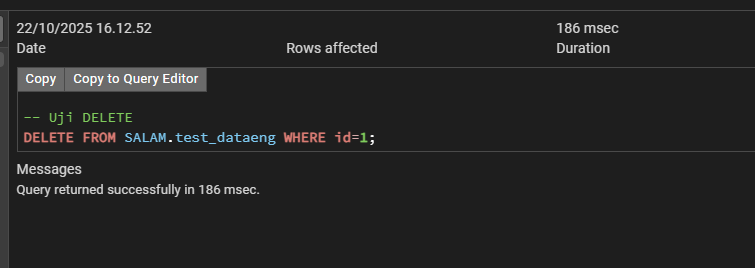 22/10/2025 16.12.52 186 msec
Date Rows affected Duration
Copy Copy to Query Editor
-- Uji DELETE
DELETE FROM SALAM.test_dataeng WHERE id=1;
Messages
Query returned successfully in 186 msec.